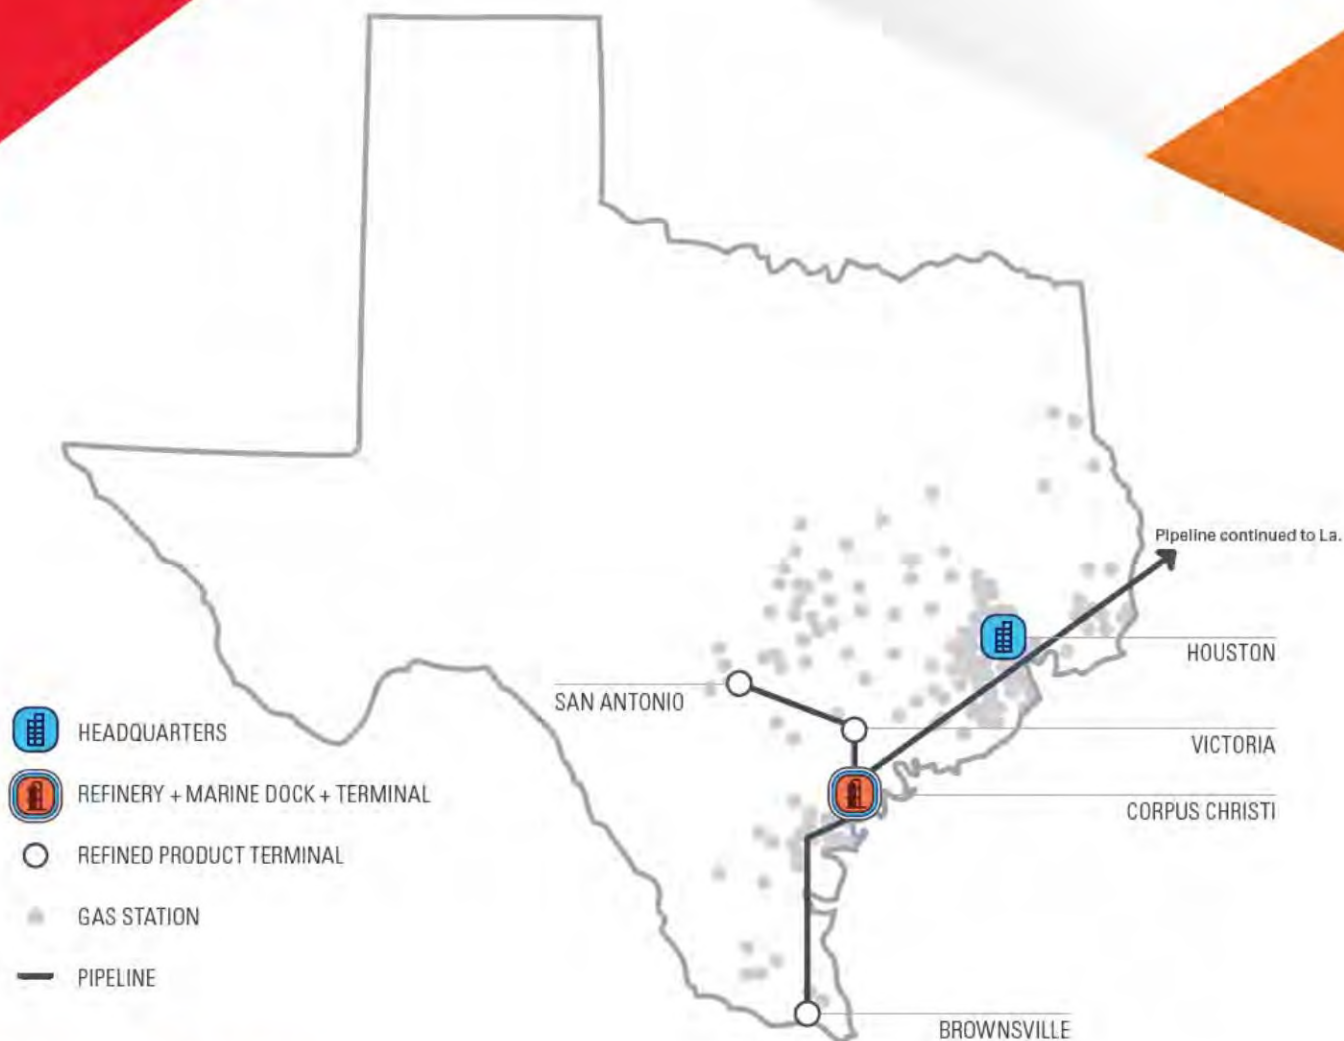 Pipeline continued to La.
HOUSTON
SAN ANTONIO
VICTORIA
CORPUS CHRISTI
BROWNSVILLE
HEADQUARTERS
REFINERY + MARINE DOCK + TERMINAL
REFINED PRODUCT TERMINAL
GAS STATION
PIPELINE